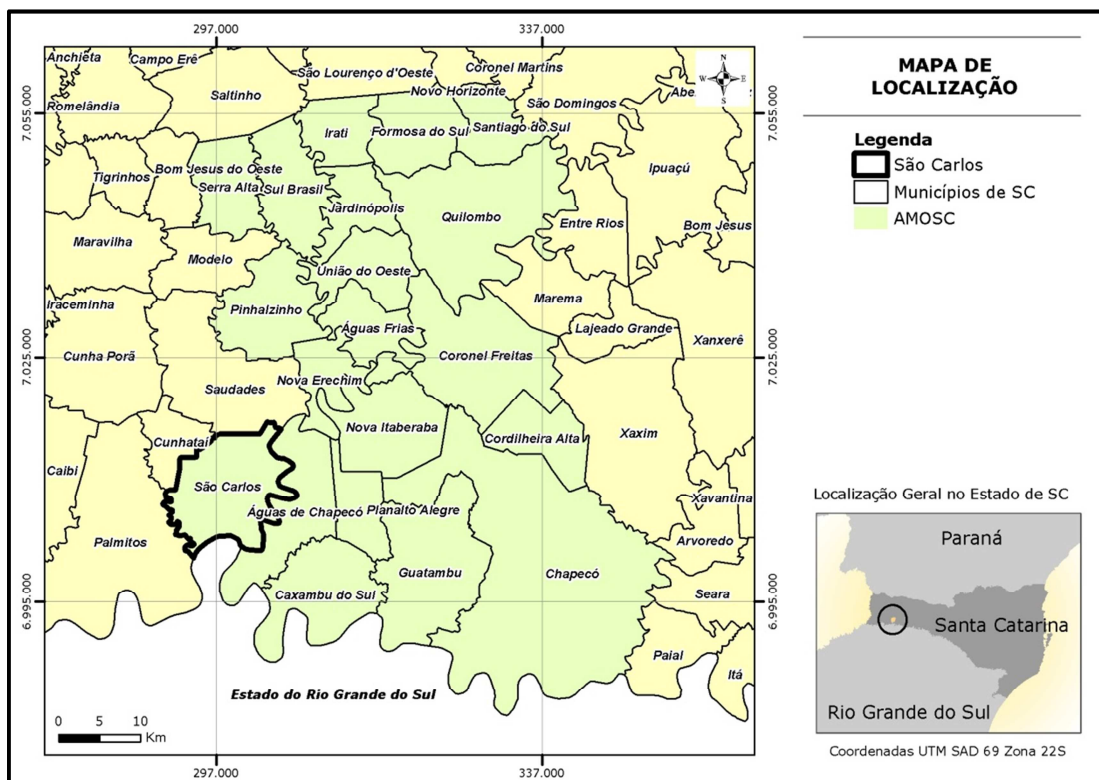 297.000
337.000
MAPA DE
LOCALIZAÇÃO
Legenda
São Carlos
Municípios de SC
AMOSC
Anchieta
Campo Erê
São Lourenço d'Oeste
Coronel Martins
Saltinho
Novo Horizonte
Romelândia
São Domingos
N
W
E
S
7.055.000
7.055.000
Irati
Formosa do Sul
Santiago do Sul
Bom Jesus do Oeste
Tigrinhos
Serra Alta
Sul Brasil
Ipuaçú
Jardinópolis
Quilombo
Entre Rios
Bom Jesus
Maravilha
Modelo
União do Oeste
Iraceminha
Pinhalzinho
Marema
Águas Frias
Lajeado Grande
Xanxerê
Cunha Porã
Coronel Freitas
7.025.000
7.025.000
Saudades
Nova Erechim
Nova Itaberaba
Cordilheira Alta
Xaxim
Cunhataí
Caibi
São Carlos
Xavantina
Águas de Chapecó
Planalto Alegre
Palmitos
Arvoredo
Guatambu
Chapecó
Caxambu do Sul
Seara
6.995.000
6.995.000
Paial
Itá
Estado do Rio Grande do Sul
0 5 10
Km
297.000
337.000
Localização Geral no Estado de SC
Paraná
Santa Catarina
Rio Grande do Sul
Coordenadas UTM SAD 69 Zona 22S